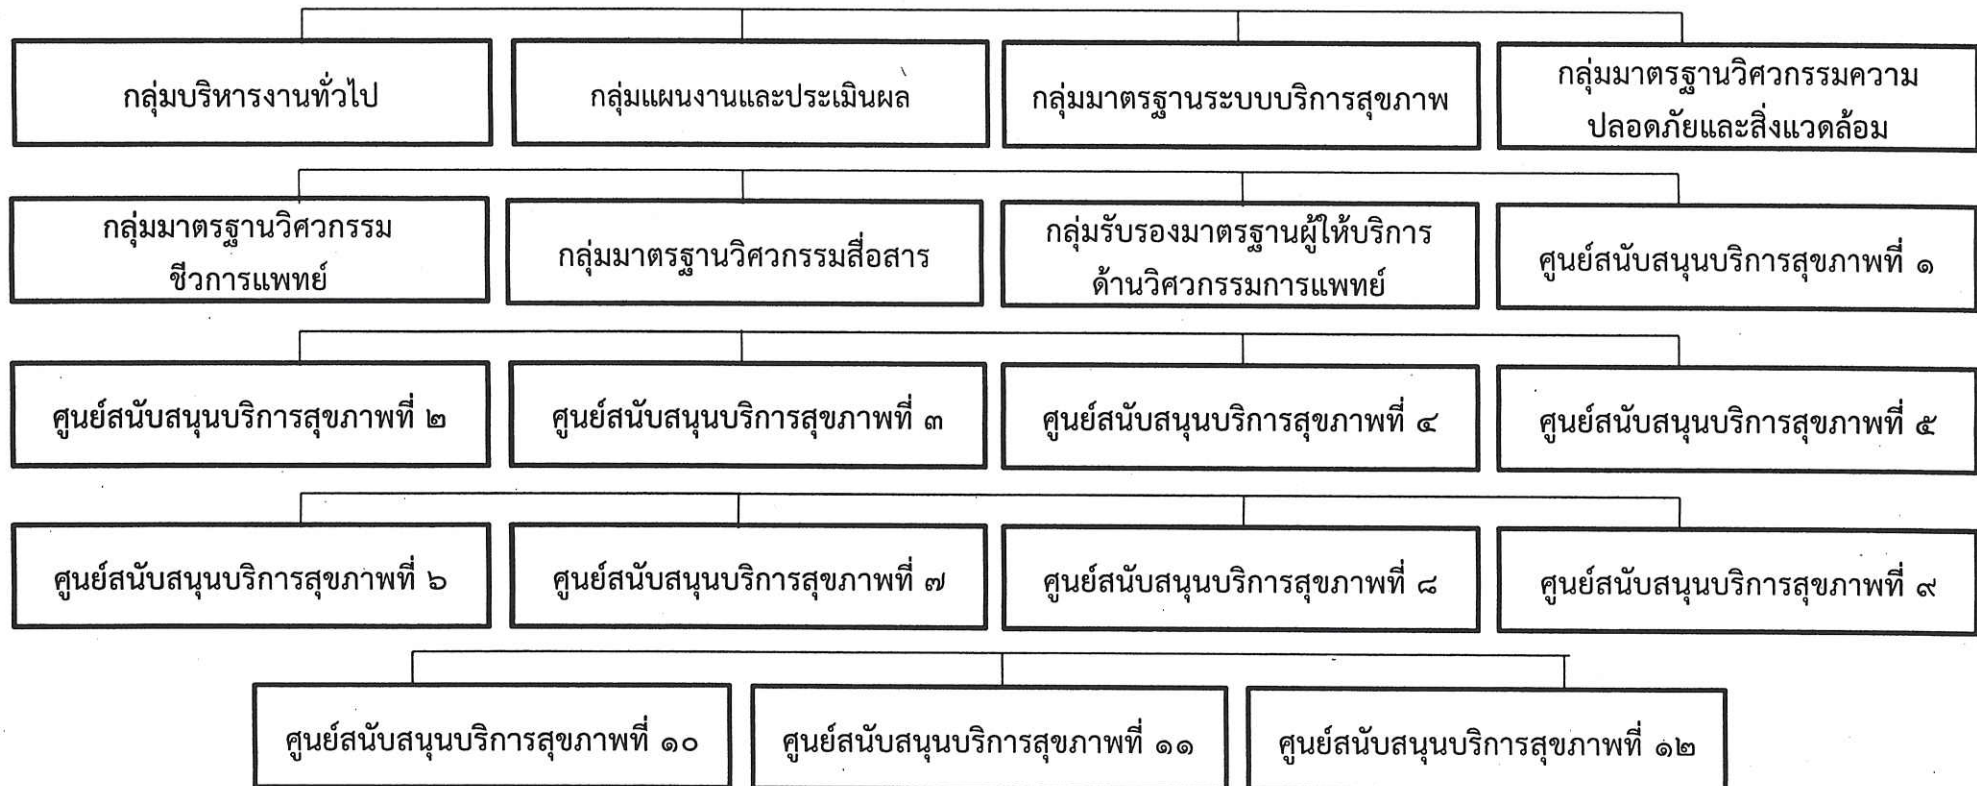 กลุ่มบริหารงานทั่วไป
กลุ่มแผนงานและประเมินผล
กลุ่มมาตรฐานระบบบริการสุขภาพ
กลุ่มมาตรฐานวิศวกรรมความ
ปลอดภัยและสิ่งแวดล้อม
กลุ่มมาตรฐานวิศวกรรม
ชีวการแพทย์
กลุ่มมาตรฐานวิศวกรรมสื่อสาร
กลุ่มรับรองมาตรฐานผู้ให้บริการ
ด้านวิศวกรรมการแพทย์
ศูนย์สนับสนุนบริการสุขภาพที่ ๑
ศูนย์สนับสนุนบริการสุขภาพที่ ๒
ศูนย์สนับสนุนบริการสุขภาพที่ ๓
ศูนย์สนับสนุนบริการสุขภาพที่ ๔
ศูนย์สนับสนุนบริการสุขภาพที่ ๕
ศูนย์สนับสนุนบริการสุขภาพที่ ๖
ศูนย์สนับสนุนบริการสุขภาพที่ ๗
ศูนย์สนับสนุนบริการสุขภาพที่ ๘
ศูนย์สนับสนุนบริการสุขภาพที่ ๙
ศูนย์สนับสนุนบริการสุขภาพที่ ๑๐
ศูนย์สนับสนุนบริการสุขภาพที่ ๑๑
ศูนย์สนับสนุนบริการสุขภาพที่ ๑๒